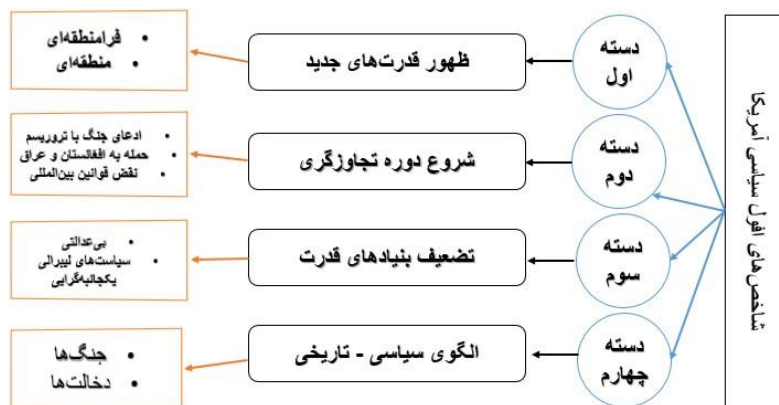 شاخص‌های افول سیاسی آمریکا
دسته
اول
ظهور قدرت‌های جدید
• فرامنطقه‌ای
• منطقه‌ای
دسته
دوم
شروع دوره تجاوزگری
• ادعای جنگ با تروریسم
• حمله به افغانستان و عراق
• نقض قوانین بین‌المللی
دسته
سوم
تضعیف بنیادهای قدرت
• بی‌عدالتی
• سیاست‌های لیبرالی
یکجانبه‌گرایی
دسته
چهارم
الگوی سیاسی - تاریخی
• جنگ‌ها
• دخالت‌ها